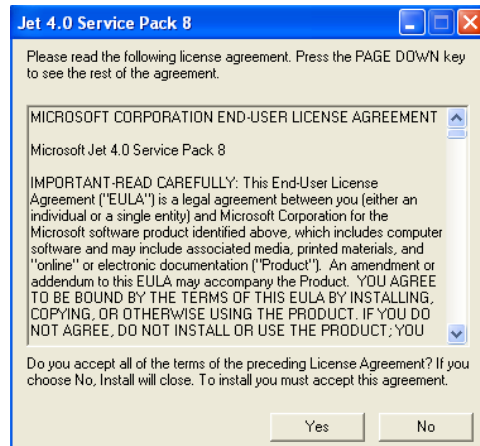 Jet 4.0 Service Pack 8
Please read the following license agreement. Press the PAGE DOWN key
to see the rest of the agreement.
MICROSOFT CORPORATION END-USER LICENSE AGREEMENT
Microsoft Jet 4.0 Service Pack 8
IMPORTANT-READ CAREFULLY: This End-User License
Agreement ("EULA") is a legal agreement between you (either an
individual or a single entity) and Microsoft Corporation for the
Microsoft software product identified above, which includes computer
software and may include associated media, printed materials, and
"online" or electronic documentation ("Product").  An amendment or
addendum to this EULA may accompany the Product.  YOU AGREE
TO BE BOUND BY THE TERMS OF THIS EULA BY INSTALLING,
COPYING, OR OTHERWISE USING THE PRODUCT. IF YOU DO
NOT AGREE, DO NOT INSTALL OR USE THE PRODUCT; YOU
Do you accept all of the terms of the preceding License Agreement? If you
choose No, Install will close. To install you must accept this agreement.
Yes
No